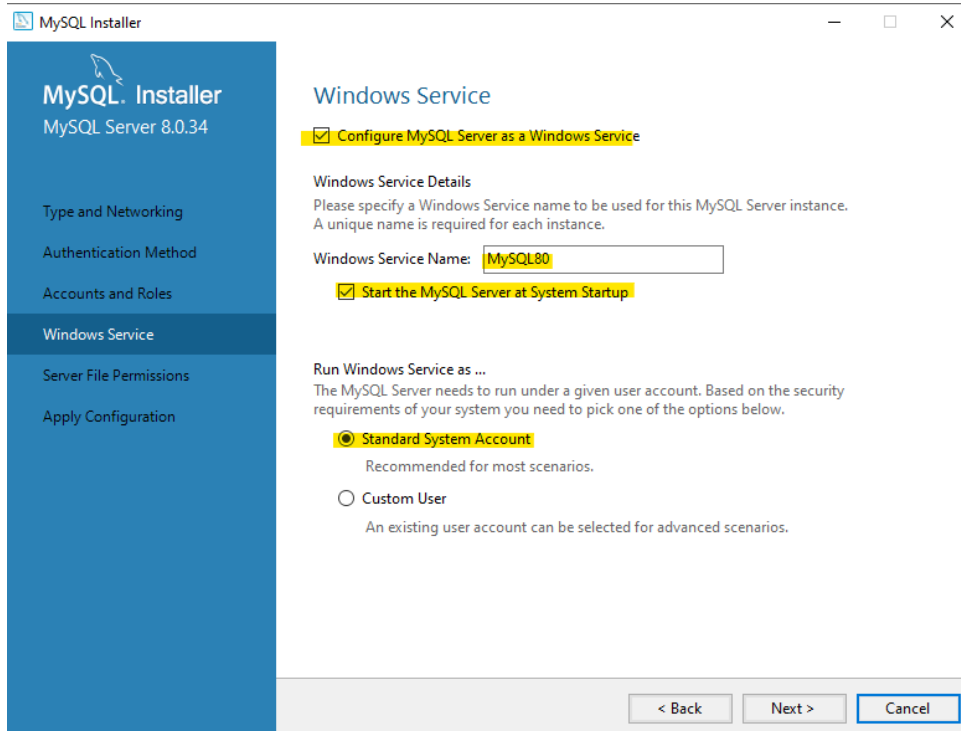 MySQL Installer
MySQL. Installer
MySQL Server 8.0.34
Type and Networking
Authentication Method
Accounts and Roles
Windows Service
Server File Permissions
Apply Configuration
Windows Service
Configure MySQL Server as a Windows Service
Windows Service Details
Please specify a Windows Service name to be used for this MySQL Server instance.
A unique name is required for each instance.
Windows Service Name: MySQL80
Start the MySQL Server at System Startup
Run Windows Service as ...
The MySQL Server needs to run under a given user account. Based on the security
requirements of your system you need to pick one of the options below.
Standard System Account
Recommended for most scenarios.
Custom User
An existing user account can be selected for advanced scenarios.
< Back Next > Cancel